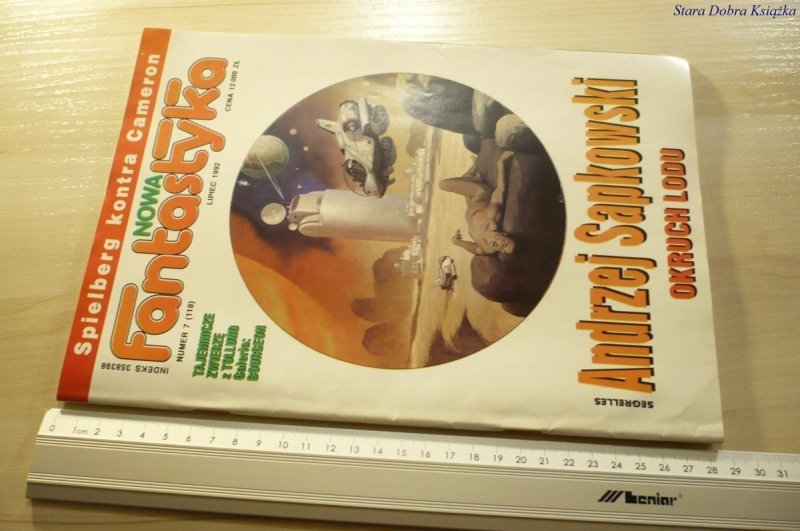 Stara Dobra Książka
Spielberg kontra Cameron
NOWA
Fantastyka
INDEKS 358398
NUMER 7 (118)
LIPIEC 1992
CENA 12 000 ZŁ
TAJEMNICZE
ZWIERZĘ
z TOLLUND
Galeria:
BOURGEON
SEGRELLES
Andrzej Sapkowski
OKRUCH LODU
0 1cm 2 3 4 5 6 7 8 9 10 11 12 13 14 15 16 17 18 19 20 21 22 23 24 25 26 27 28 29 30 31
leniar